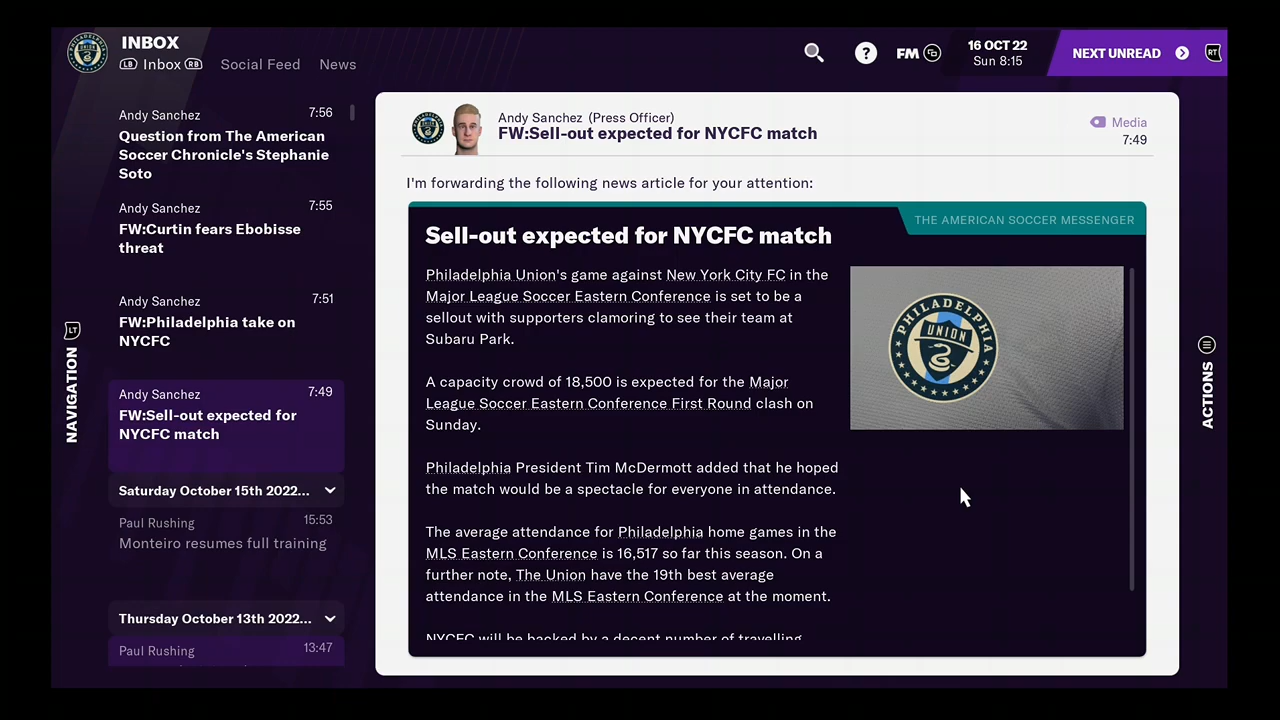 INBOX
LB Inbox RB
Social Feed
News
FM
16 OCT 22
Sun 8:15
NEXT UNREAD
RT
Andy Sanchez 7:56
Question from The American
Soccer Chronicle's Stephanie
Soto
Andy Sanchez 7:55
FW:Curtin fears Ebobisse
threat
Andy Sanchez 7:51
FW:Philadelphia take on
NYCFC
Andy Sanchez 7:49
FW:Sell-out expected for
NYCFC match
Saturday October 15th 2022...
Paul Rushing 15:53
Monteiro resumes full training
Thursday October 13th 2022...
Paul Rushing 13:47
NAVIGATION LT
Andy Sanchez (Press Officer)
FW:Sell-out expected for NYCFC match
Media
7:49
I'm forwarding the following news article for your attention:
THE AMERICAN SOCCER MESSENGER
Sell-out expected for NYCFC match
Philadelphia Union's game against New York City FC in the
Major League Soccer Eastern Conference is set to be a
sellout with supporters clamoring to see their team at
Subaru Park.
A capacity crowd of 18,500 is expected for the Major
League Soccer Eastern Conference First Round clash on
Sunday.
Philadelphia President Tim McDermott added that he hoped
the match would be a spectacle for everyone in attendance.
The average attendance for Philadelphia home games in the
MLS Eastern Conference is 16,517 so far this season. On a
further note, The Union have the 19th best average
attendance in the MLS Eastern Conference at the moment.
NYCFC will be backed by a decent number of travelling
PHILADELPHIA
UNION
ACTIONS